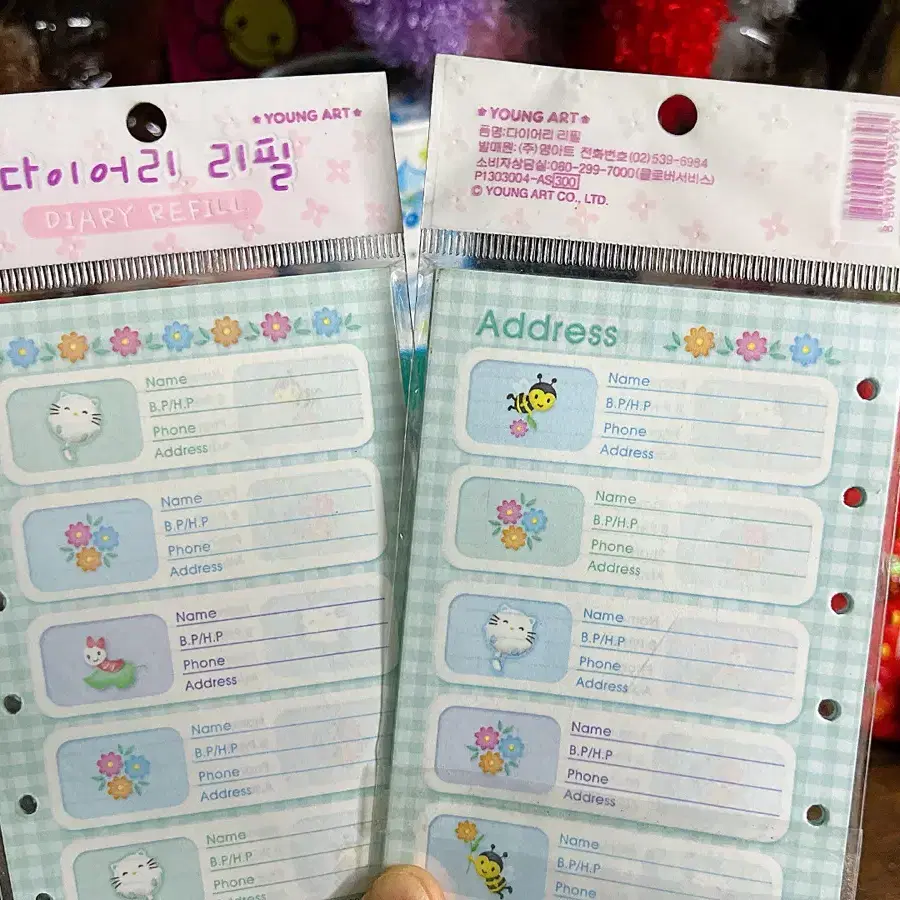 ★YOUNG ART★
다이어리 리필
DIARY REFILL
Name
B.P/H.P
Phone
Address
Name
B.P/H.P
Phone
Address
Name
B.P/H.P
Phone
Address
Name
B.P/H.P
Phone
Address
Name
B.P/H.P
Phone
★YOUNG ART★
품명:다이어리 리필
발매원:(주)영아트 전화번호(02)539-6984
소비자상담실:080-299-7000(클로버서비스)
P1303004-AS 300
© YOUNG ART CO., LTD.
Address
Name
B.P/H.P
Phone
Address
Name
B.P/H.P
Phone
Address
Name
B.P/H.P
Phone
Address
Name
B.P/H.P
Phone
Address
Name
B.P/H.P
Phone